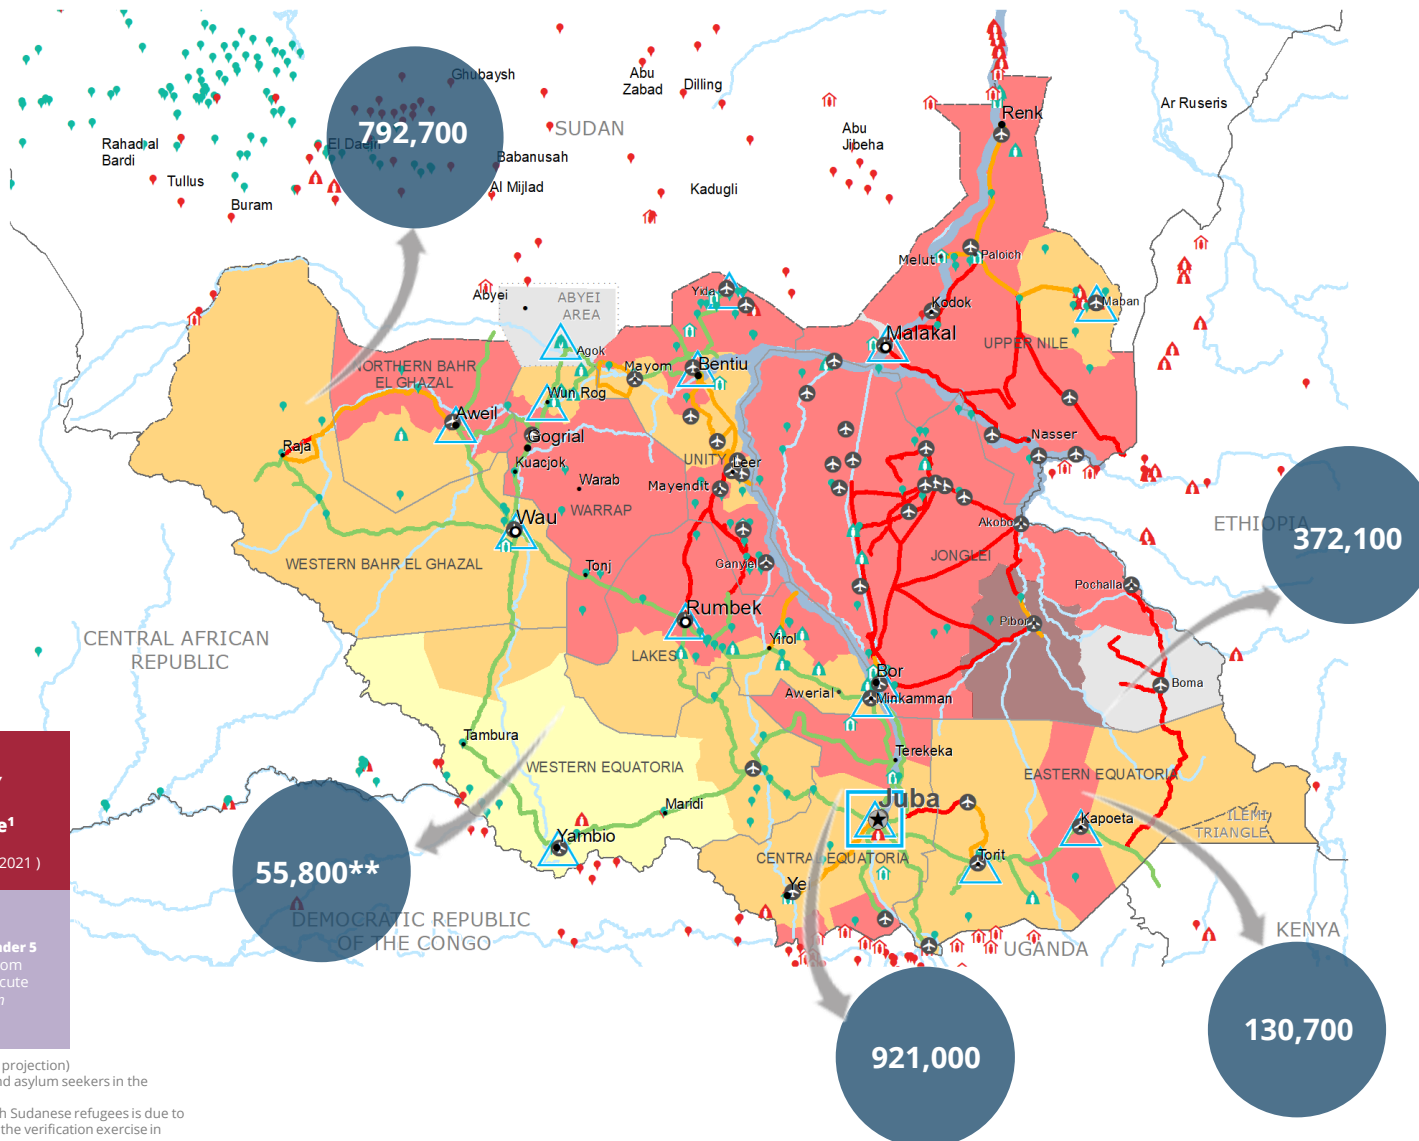 Ghubaysh
Abu
Zabad
Dilling
Ar Ruseris
Renk
792,700
SUDAN
Abu
Jibeha
Rahad al
Bardi
El Daein
Babanusah
Tullus
Al Mijlad
Kadugli
Buram
Melut
Paloich
Abyei
ABYEI
AREA
Yida
Kodok
Maban
Malakal
UPPER NILE
Agok
NORTHERN BAHR
EL GHAZAL
Mayom
Bentiu
Wun Rog
Aweil
Gogrial
Nasser
Raja
Kuacjok
UNITY
Leer
Warab
Mayendit
WARRAP
Wau
Akobo
ETHIOPIA
372,100
JONGLEI
WESTERN BAHR EL GHAZAL
Tonj
Ganyiel
Pochalla
Rumbek
Pibor
CENTRAL AFRICAN
REPUBLIC
Yirol
LAKES
Bor
Boma
Awerial
Minkamman
Tambura
Terekeka
WESTERN EQUATORIA
EASTERN EQUATORIA
Juba
Maridi
Kapoeta
ILEMI
TRIANGLE
e¹
2021 )
Yambio
CENTRAL EQUATORIA
Torit
55,800**
Ye
DEMOCRATIC REPUBLIC
OF THE CONGO
KENYA
UGANDA
nder 5
om
cute
n
130,700
921,000
projection)
nd asylum seekers in the
h Sudanese refugees is due to
the verification exercise in